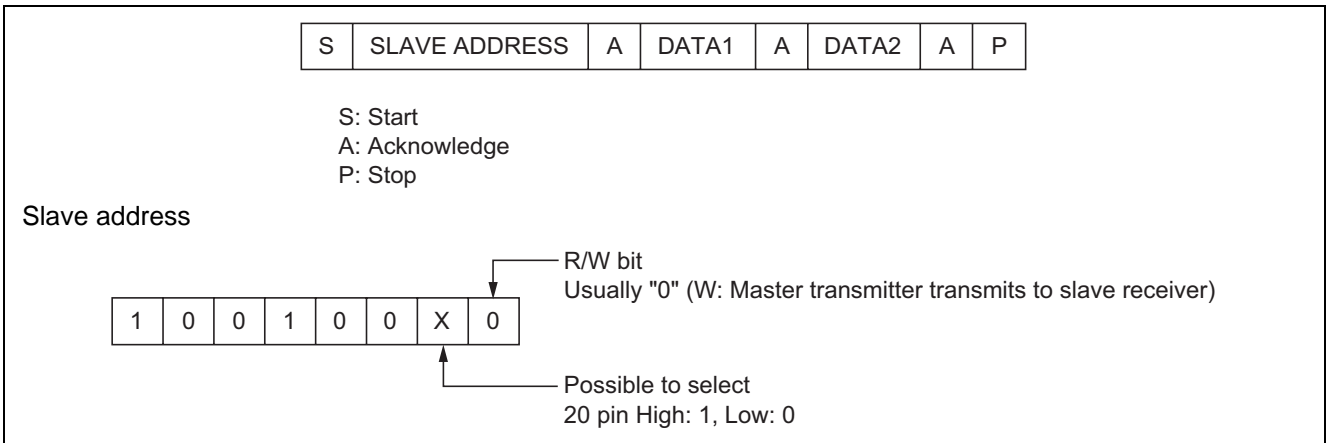 S SLAVE ADDRESS A DATA1 A DATA2 A P
S: Start
A: Acknowledge
P: Stop
Slave address
R/W bit
Usually "0" (W: Master transmitter transmits to slave receiver)
1 0 0 1 0 0 X 0
Possible to select
20 pin High: 1, Low: 0